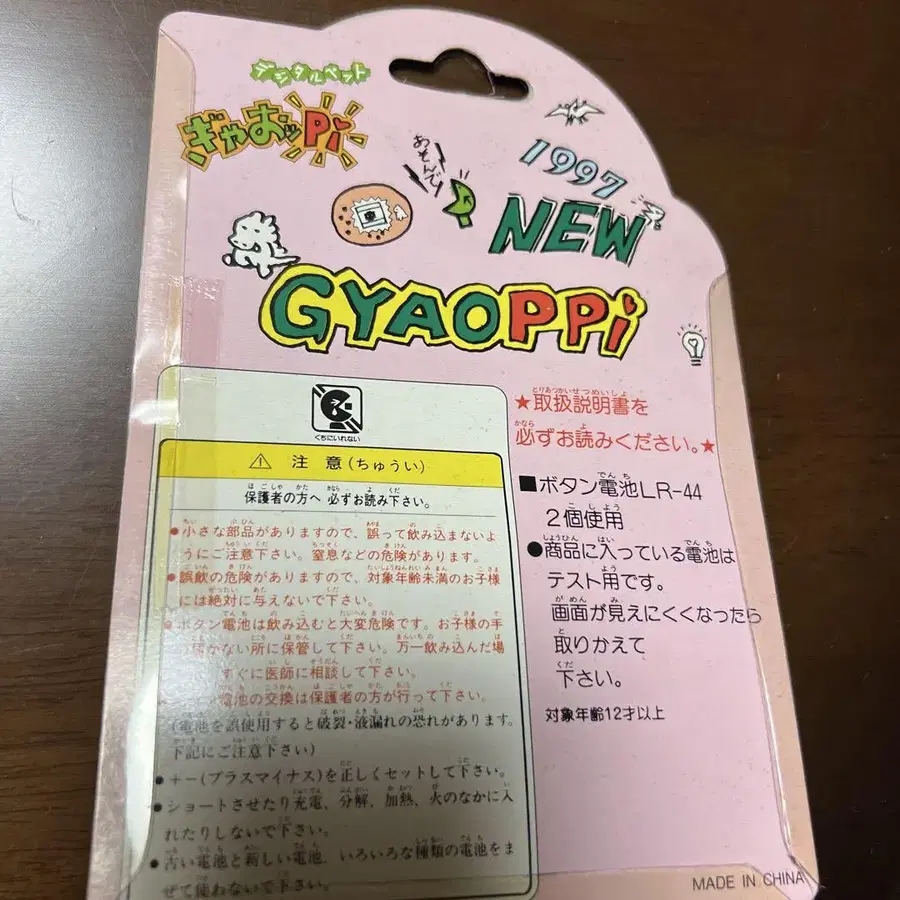 デジタルペット
ぎゃおッPi
あそんで
1997
NEW
GYAOPPi
くちにいれない
⚠ 注 意 (ちゅうい)
保護者の方へ 必ずお読み下さい。
●小さな部品がありますので、誤って飲み込まないよ
うにご注意下さい。窒息などの危険があります。
●誤飲の危険がありますので、対象年齢未満のお子様
には絶対に与えないで下さい。
●ボタン電池は飲み込むと大変危険です。お子様の手
届かない所に保管して下さい。万一飲み込んだ場
すぐに医師に相談して下さい。
電池の交換は保護者の方が行って下さい。
(電池を誤使用すると破裂・液漏れの恐れがあります。
下記にご注意下さい)
●+-(プラスマイナス)を正しくセットして下さい。
●ショートさせたり充電、分解、加熱、火のなかに入
れたりしないで下さい。
●古い電池と新しい電池、いろいろな種類の電池をま
ぜて使わないで下さい。
★取扱説明書を
必ずお読みください。★
■ボタン電池LR-44
2個使用
●商品に入っている電池は
テスト用です。
画面が見えにくくなったら
取りかえて
下さい。
対象年齢12才以上
MADE IN CHINA